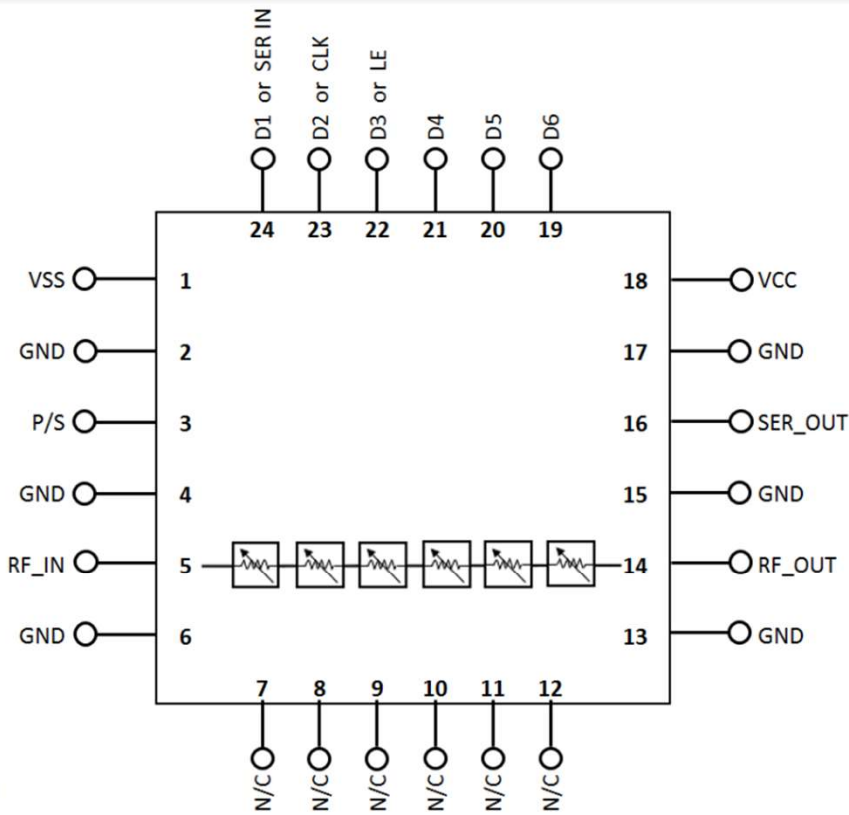 D1 or SER IN
D2 or CLK
D3 or LE
D4
D5
D6
24 23 22 21 20 19
VSS 1 18 VCC
GND 2 17 GND
P/S 3 16 SER_OUT
GND 4 15 GND
RF_IN 5 14 RF_OUT
GND 6 13 GND
7 8 9 10 11 12
N/C
N/C
N/C
N/C
N/C
N/C